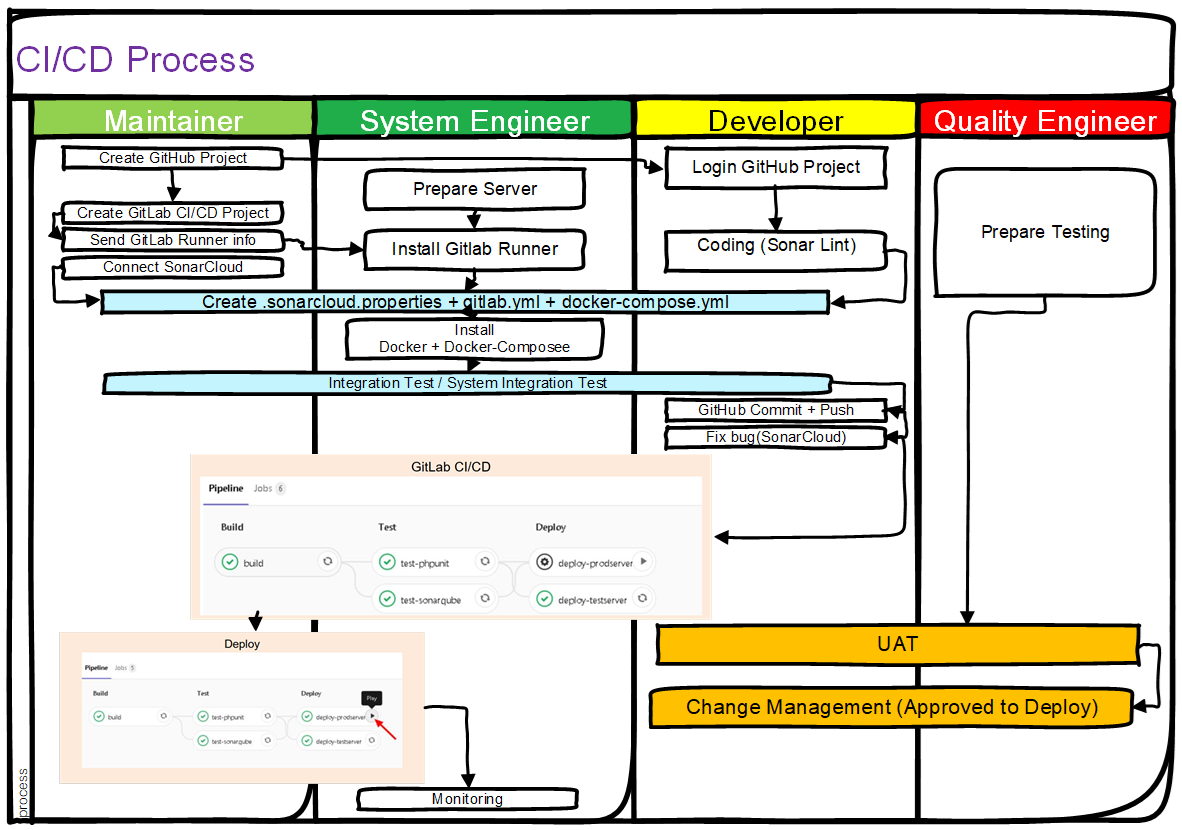 CI/CD Process
Maintainer
System Engineer
Developer
Quality Engineer
Create GitHub Project
Create GitLab CI/CD Project
Send GitLab Runner info
Connect SonarCloud
Prepare Server
Install Gitlab Runner
Login GitHub Project
Coding (Sonar Lint)
Prepare Testing
Create .sonarcloud.properties + gitlab.yml + docker-compose.yml
Install
Docker + Docker-Composee
Integration Test / System Integration Test
GitHub Commit + Push
Fix bug(SonarCloud)
GitLab CI/CD
Pipeline Jobs 6
Build Test Deploy
build test-phpunit deploy-prodserver
test-sonarqube deploy-testserver
UAT
Change Management (Approved to Deploy)
Deploy
Pipeline Jobs 5
Build Test Deploy
Play
build test-phpunit deploy-prodserver
test-sonarqube deploy-testserver
Monitoring
process